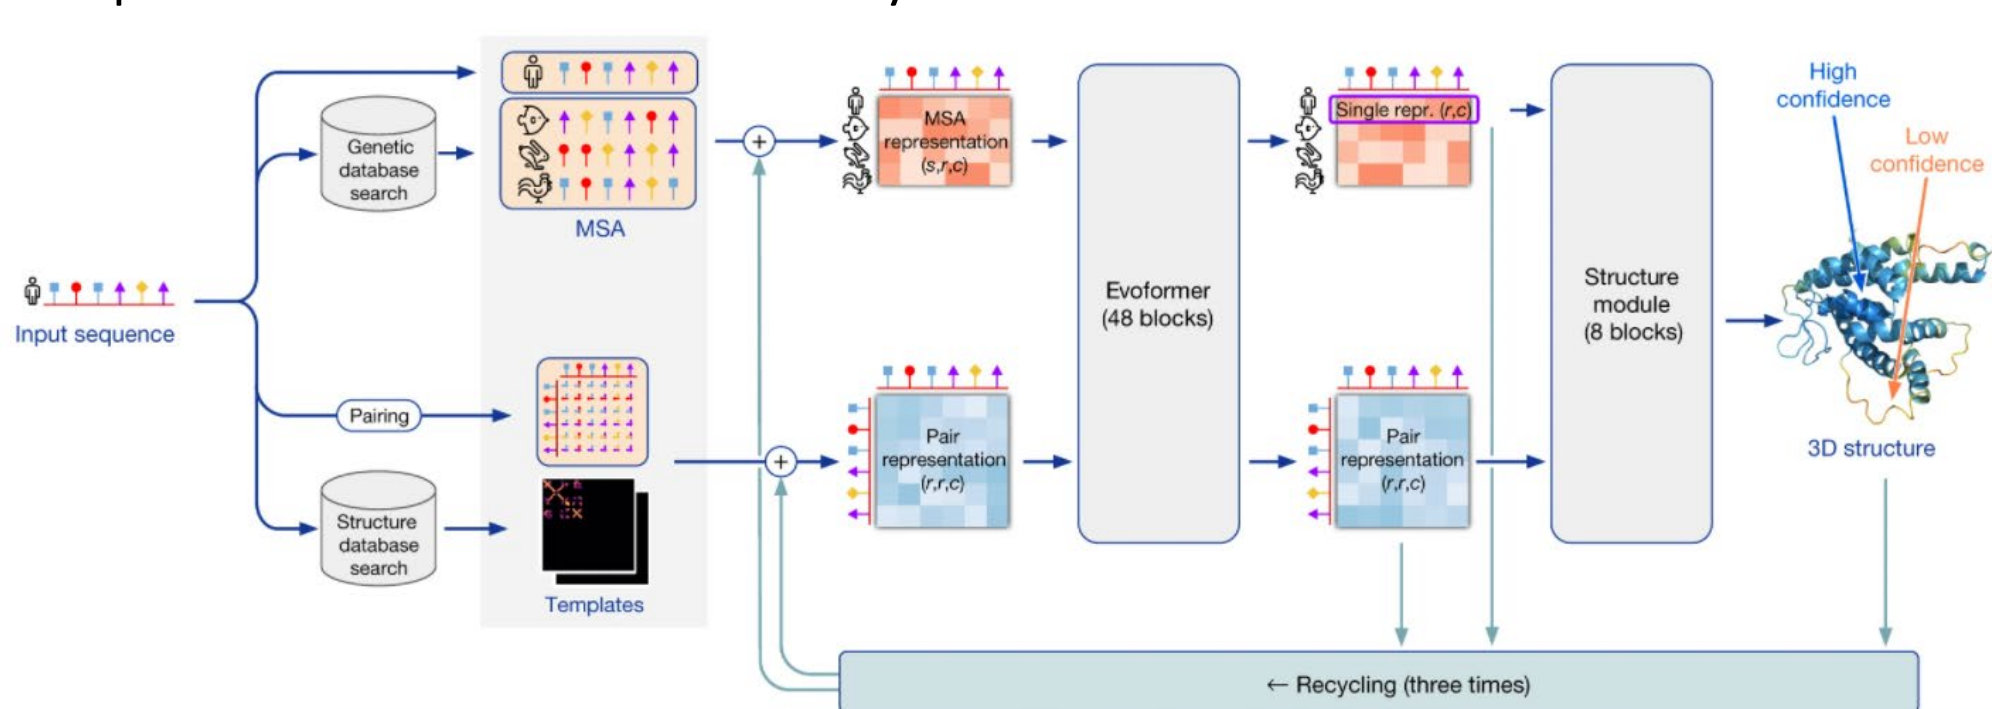 Input sequence
Genetic
database
search
Pairing
Structure
database
search
MSA
Templates
+
+
MSA
representation
(s,r,c)
Pair
representation
(r,r,c)
Evoformer
(48 blocks)
Single repr. (r,c)
Pair
representation
(r,r,c)
Structure
module
(8 blocks)
High
confidence
Low
confidence
3D structure
← Recycling (three times)